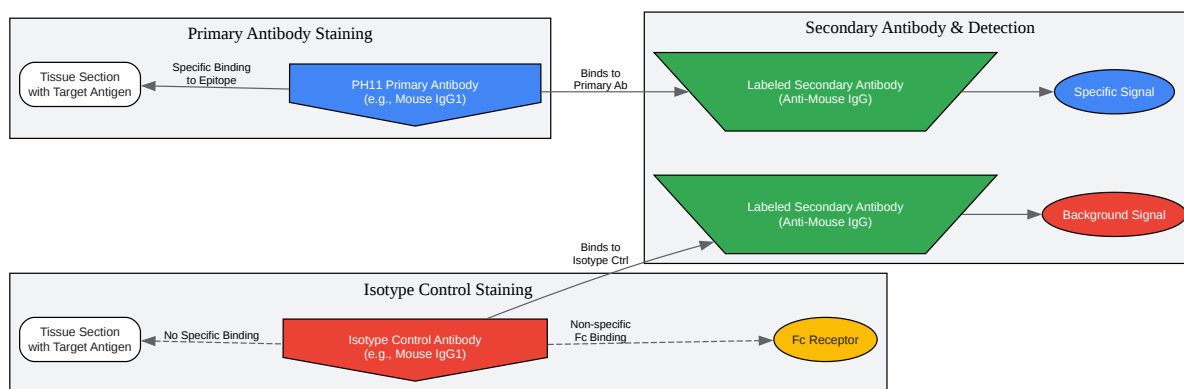 Primary Antibody Staining
Tissue Section
with Target Antigen
Specific Binding
to Epitope
PH11 Primary Antibody
(e.g., Mouse IgG1)
Binds to
Primary Ab
Secondary Antibody & Detection
Labeled Secondary Antibody
(Anti-Mouse IgG)
Specific Signal
Labeled Secondary Antibody
(Anti-Mouse IgG)
Background Signal
Binds to
Isotype Ctrl
Isotype Control Staining
Tissue Section
with Target Antigen
No Specific Binding
Isotype Control Antibody
(e.g., Mouse IgG1)
Non-specific
Fc Binding
Fc Receptor